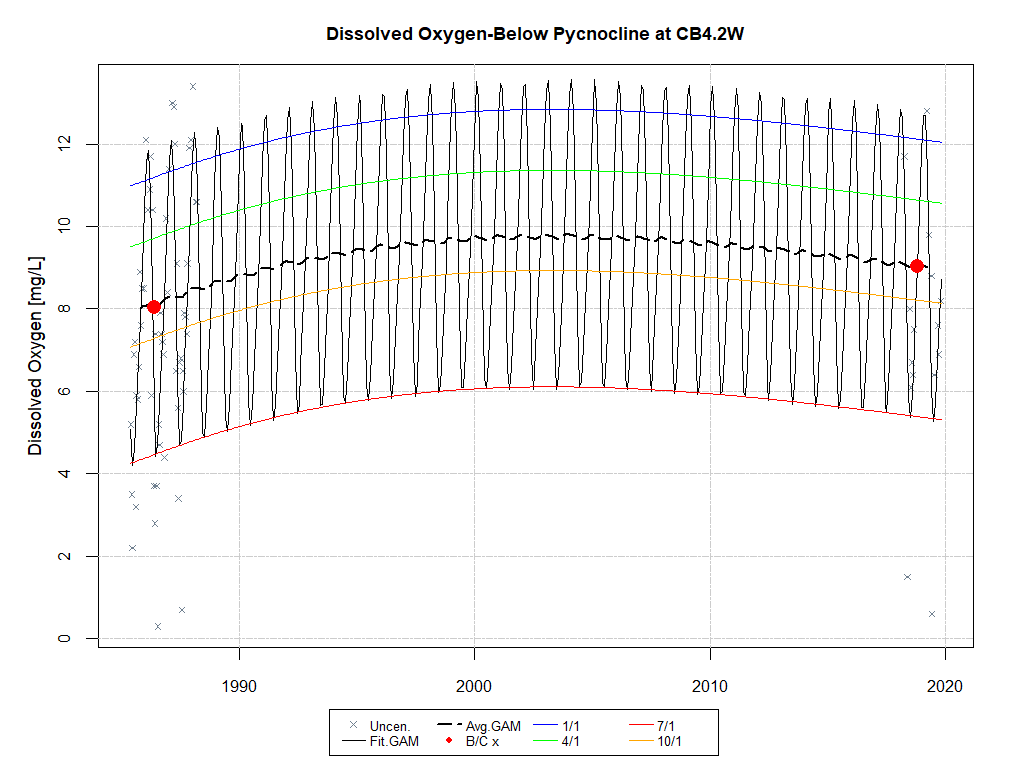 Dissolved Oxygen-Below Pycnocline at CB4.2W
Dissolved Oxygen [mg/L]
12
10
8
6
4
2
0
1990 2000 2010 2020
Uncen. Avg.GAM 1/1 7/1
Fit.GAM B/C x 4/1 10/1